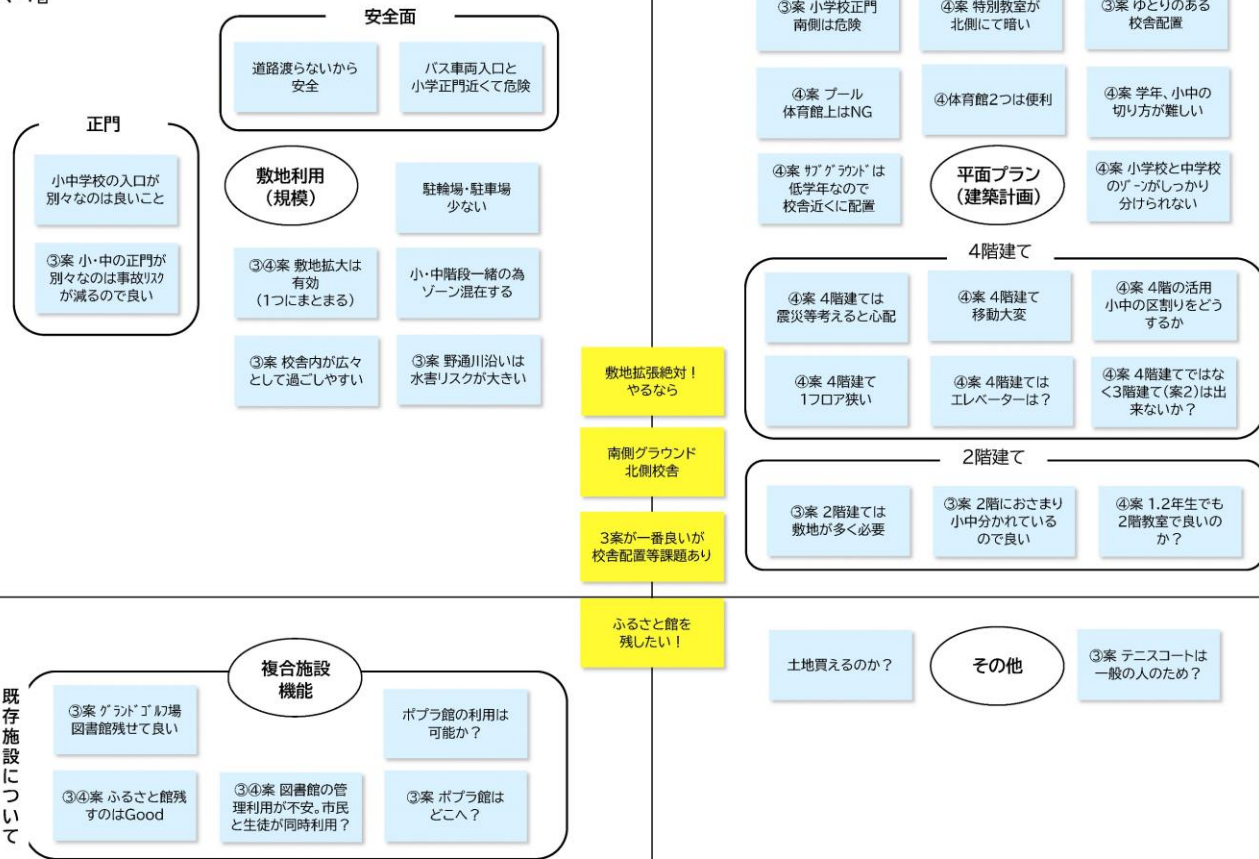 安全面
道路渡らないから
安全
バス車両入口と
小学正門近くて危険
正門
小中学校の入口が
別々なのは良いこと
③案 小・中の正門が
別々なのは事故ﾘｽｸ
が減るので良い
敷地利用
(規模)
駐輪場・駐車場
少ない
③④案 敷地拡大は
有効
(1つにまとまる)
小・中階段一緒の為
ゾーン混在する
③案 校舎内が広々
として過ごしやすい
③案 野通川沿いは
水害リスクが大きい
③案 小学校正門
南側は危険
④案 特別教室が
北側にて暗い
③案 ゆとりのある
校舎配置
④案 プール
体育館上はNG
④体育館2つは便利
④案 学年、小中の
切り方が難しい
④案 ｻﾌﾞｸﾞﾗｳﾝﾄﾞは
低学年なので
校舎近くに配置
平面プラン
(建築計画)
④案 小学校と中学校
のｿﾞｰﾝがしっかり
分けられない
4階建て
④案 4階建ては
震災等考えると心配
④案 4階建て
移動大変
④案 4階の活用
小中の区割りをどう
するか
④案 4階建て
1フロア狭い
④案 4階建ては
エレベーターは？
④案 4階建てではな
く3階建て(案2)は出
来ないか？
2階建て
③案 2階建ては
敷地が多く必要
③案 2階におさまり
小中分かれている
ので良い
④案 1.2年生でも
2階教室で良いの
か？
敷地拡張絶対！
やるなら
南側グラウンド
北側校舎
3案が一番良いが
校舎配置等課題あり
ふるさと館を
残したい！
既存施設について
複合施設
機能
③案 ｸﾞﾗﾝﾄﾞｺﾞﾙﾌ場
図書館残せて良い
ポプラ館の利用は
可能か？
③④案 ふるさと館残
すのはGood
③④案 図書館の管
理利用が不安。市民
と生徒が同時利用？
③案 ポプラ館は
どこへ？
土地買えるのか？
その他
③案 テニスコートは
一般の人のため？